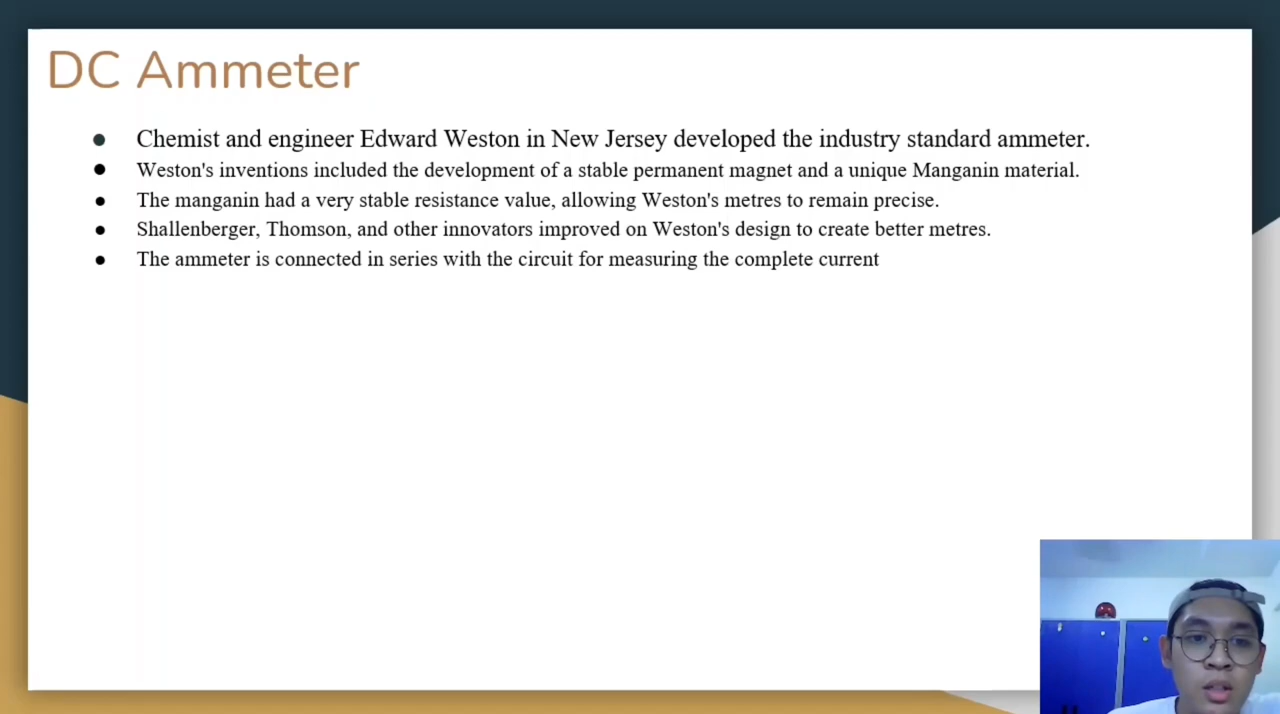 DC Ammeter
Chemist and engineer Edward Weston in New Jersey developed the industry standard ammeter.
Weston's inventions included the development of a stable permanent magnet and a unique Manganin material.
The manganin had a very stable resistance value, allowing Weston's metres to remain precise.
Shallenberger, Thomson, and other innovators improved on Weston's design to create better metres.
The ammeter is connected in series with the circuit for measuring the complete current